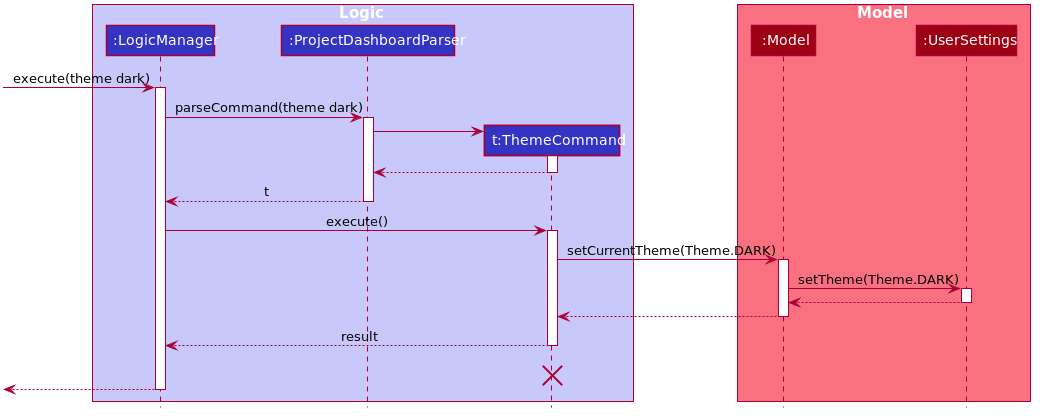 Logic
Model
:LogicManager
:ProjectDashboardParser
:Model
:UserSettings
execute(theme dark)
parseCommand(theme dark)
t:ThemeCommand
t
execute()
setCurrentTheme(Theme.DARK)
setTheme(Theme.DARK)
result